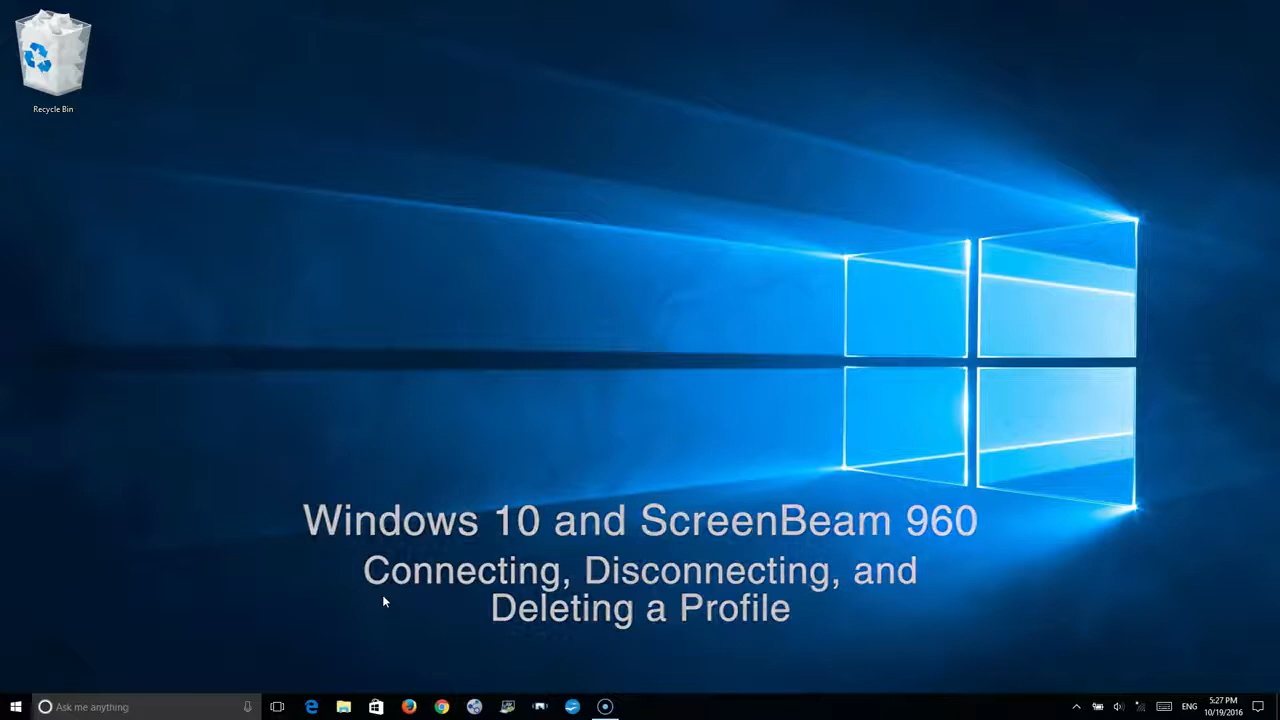 Recycle Bin
Windows 10 and ScreenBeam 960
Connecting, Disconnecting, and
Deleting a Profile
Ask me anything
ENG
5:27 PM
10/19/2016